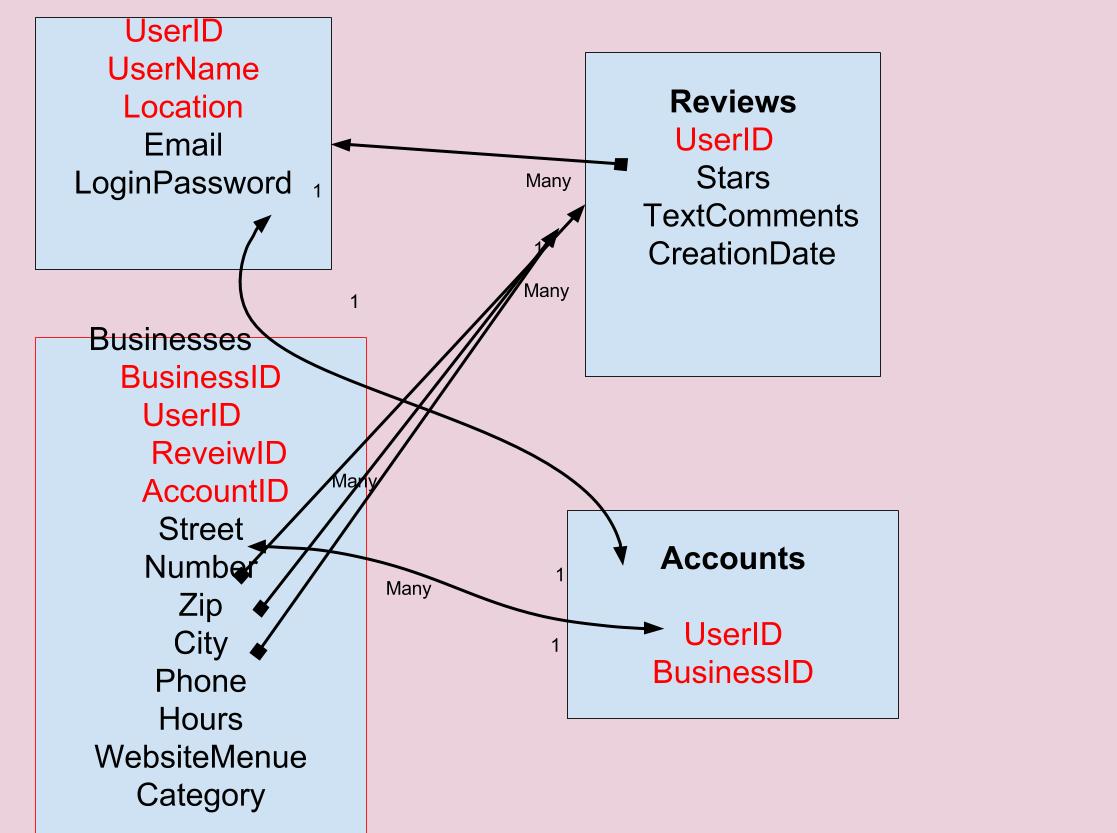 UserID
UserName
Location
Email
LoginPassword
1
Reviews
UserID
Stars
TextComments
CreationDate
Many
1
Many
1
Businesses
BusinessID
UserID
ReveiwID
AccountID
Street
Number
Zip
City
Phone
Hours
WebsiteMenue
Category
Many
Many
1
1
Accounts
UserID
BusinessID